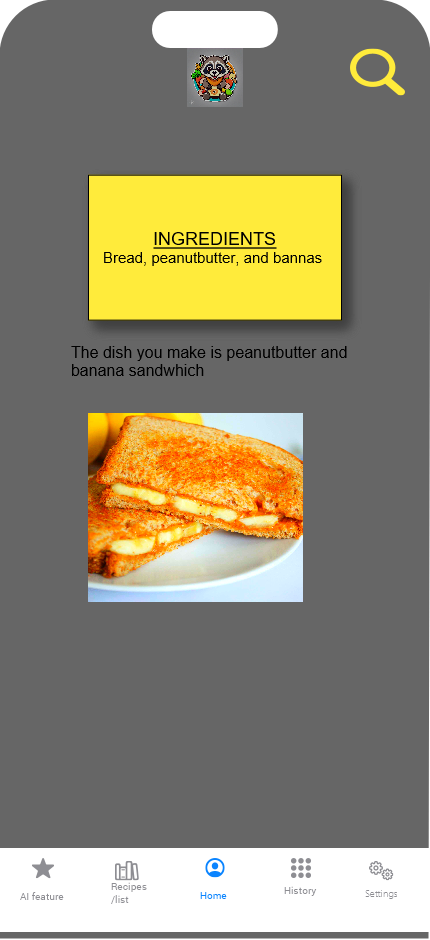 INGREDIENTS
Bread, peanutbutter, and bannas
The dish you make is peanutbutter and
banana sandwhich
AI feature
Recipes
/list
Home
History
Settings